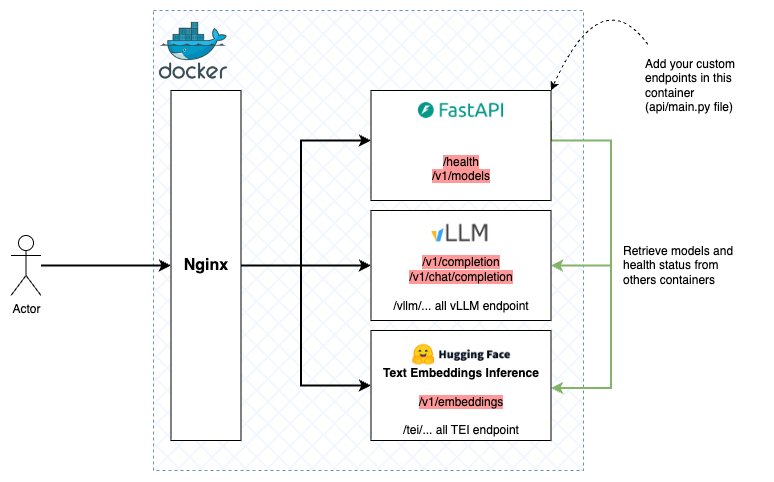 docker
Add your custom
endpoints in this
container
(api/main.py file)
FastAPI
/health
/v1/models
vLLM
Nginx
/v1/completion
/v1/chat/completion
/vllm/... all vLLM endpoint
Retrieve models and
health status from
others containers
Actor
Hugging Face
Text Embeddings Inference
/v1/embeddings
/tei/... all TEI endpoint